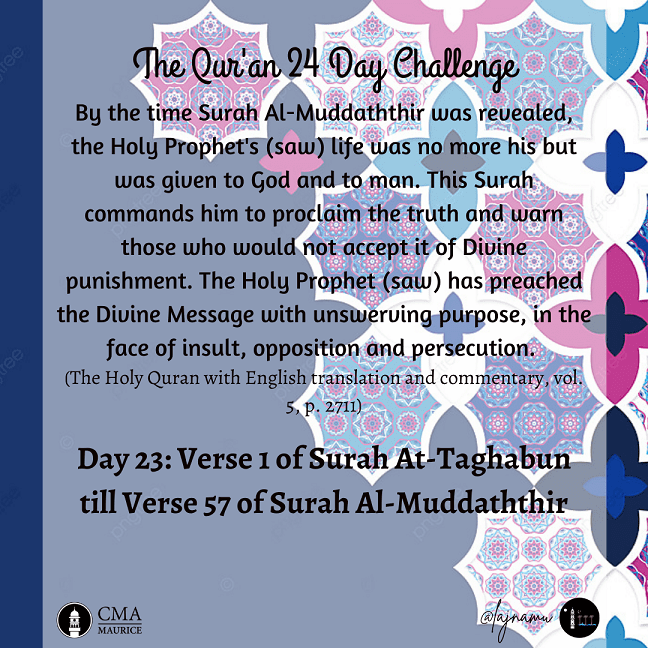 The Qur'an 24 Day Challenge
By the time Surah Al-Muddaththir was revealed,
the Holy Prophet's (saw) life was no more his but
was given to God and to man. This Surah
commands him to proclaim the truth and warn
those who would not accept it of Divine
punishment. The Holy Prophet (saw) has preached
the Divine Message with unswerving purpose, in the
face of insult, opposition and persecution.
(The Holy Quran with English translation and commentary, vol.
5, p. 2711)
Day 23: Verse 1 of Surah At-Taghabun
till Verse 57 of Surah Al-Muddaththir
CMA
MAURICE
@lajnamu